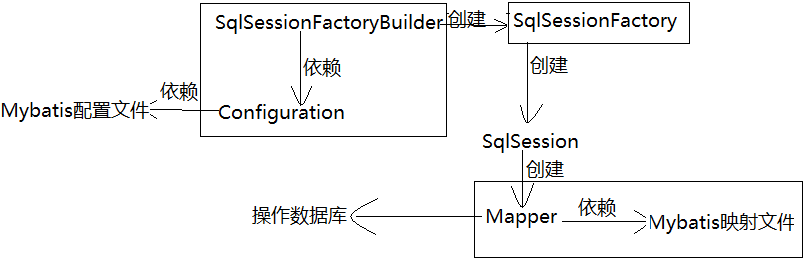 SqlSessionFactoryBuilder
创建
SqlSessionFactory
依赖
创建
依赖
Mybatis配置文件
Configuration
SqlSession
创建
操作数据库
Mapper
依赖
Mybatis映射文件